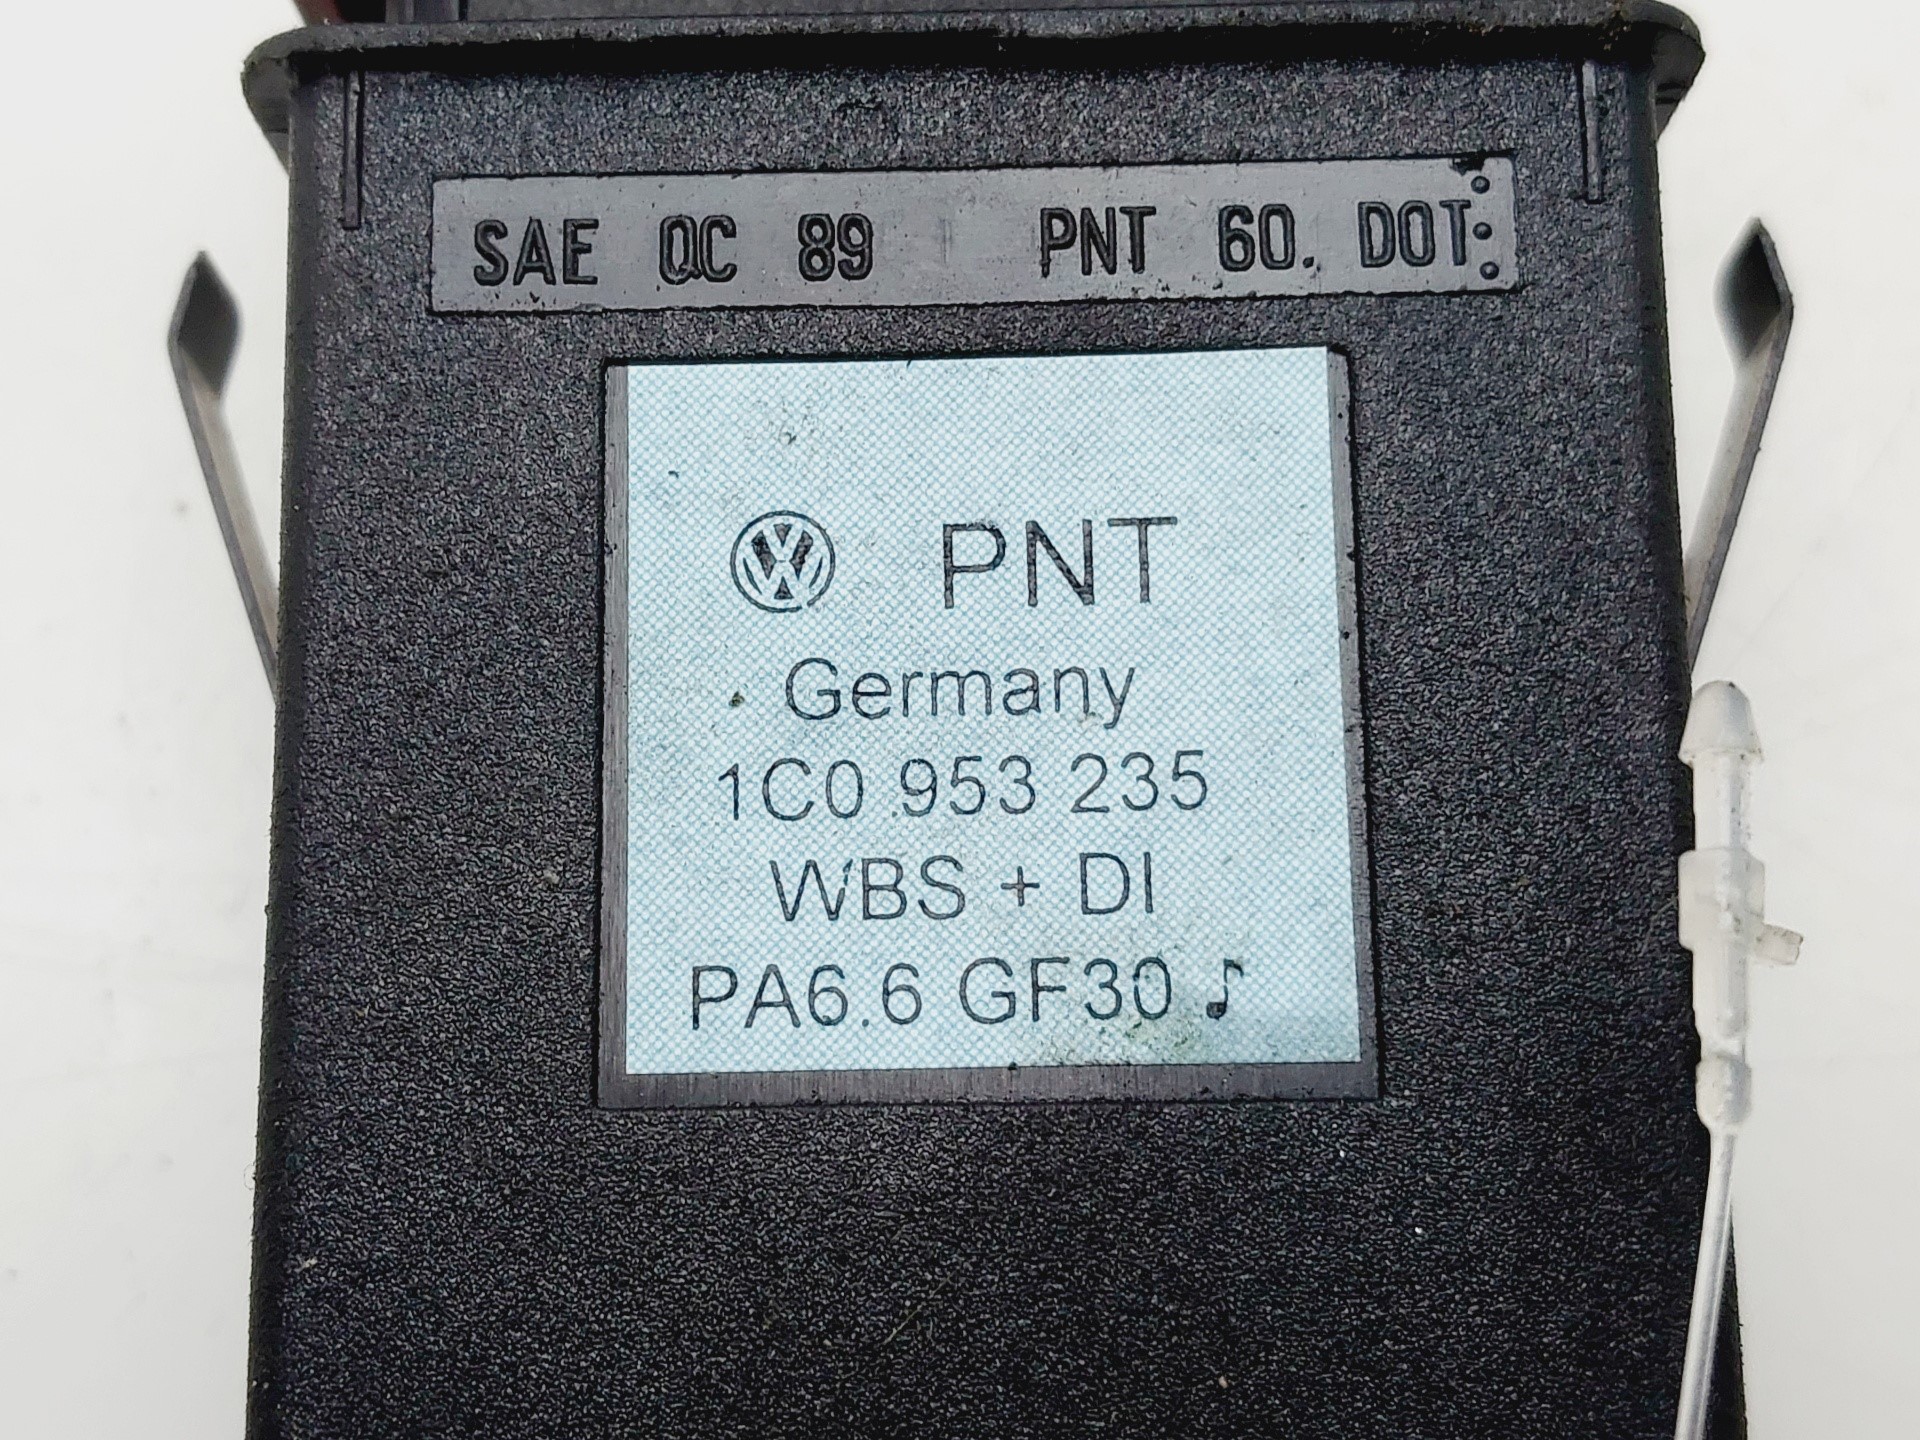 SAE QC 89 PNT 60. DOT
PNT
Germany
1C0 953 235
WBS + DI
PA6.6 GF30 ♪